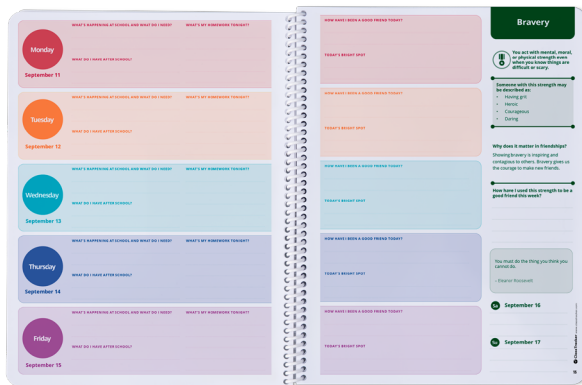 WHAT'S HAPPENING AT SCHOOL AND WHAT DO I NEED? WHAT'S MY HOMEWORK TONIGHT?
Monday
WHAT DO I HAVE AFTER SCHOOL?
September 11
WHAT'S HAPPENING AT SCHOOL AND WHAT DO I NEED? WHAT'S MY HOMEWORK TONIGHT?
Tuesday
WHAT DO I HAVE AFTER SCHOOL?
September 12
WHAT'S HAPPENING AT SCHOOL AND WHAT DO I NEED? WHAT'S MY HOMEWORK TONIGHT?
Wednesday
WHAT DO I HAVE AFTER SCHOOL?
September 13
WHAT'S HAPPENING AT SCHOOL AND WHAT DO I NEED? WHAT'S MY HOMEWORK TONIGHT?
Thursday
WHAT DO I HAVE AFTER SCHOOL?
September 14
WHAT'S HAPPENING AT SCHOOL AND WHAT DO I NEED? WHAT'S MY HOMEWORK TONIGHT?
Friday
WHAT DO I HAVE AFTER SCHOOL?
September 15
HOW HAVE I BEEN A GOOD FRIEND TODAY?
TODAY'S BRIGHT SPOT
HOW HAVE I BEEN A GOOD FRIEND TODAY?
TODAY'S BRIGHT SPOT
HOW HAVE I BEEN A GOOD FRIEND TODAY?
TODAY'S BRIGHT SPOT
HOW HAVE I BEEN A GOOD FRIEND TODAY?
TODAY'S BRIGHT SPOT
HOW HAVE I BEEN A GOOD FRIEND TODAY?
TODAY'S BRIGHT SPOT
Bravery
You act with mental, moral,
or physical strength even
when you know things are
difficult or scary.
Someone with this strength may
be described as:
• Having grit
• Heroic
• Courageous
• Daring
Why does it matter in friendships?
Showing bravery is inspiring and
contagious to others. Bravery gives us
the courage to make new friends.
How have I used this strength to be a
good friend this week?
You must do the thing you think you
cannot do.
- Eleanor Roosevelt
Sa September 16
Su September 17